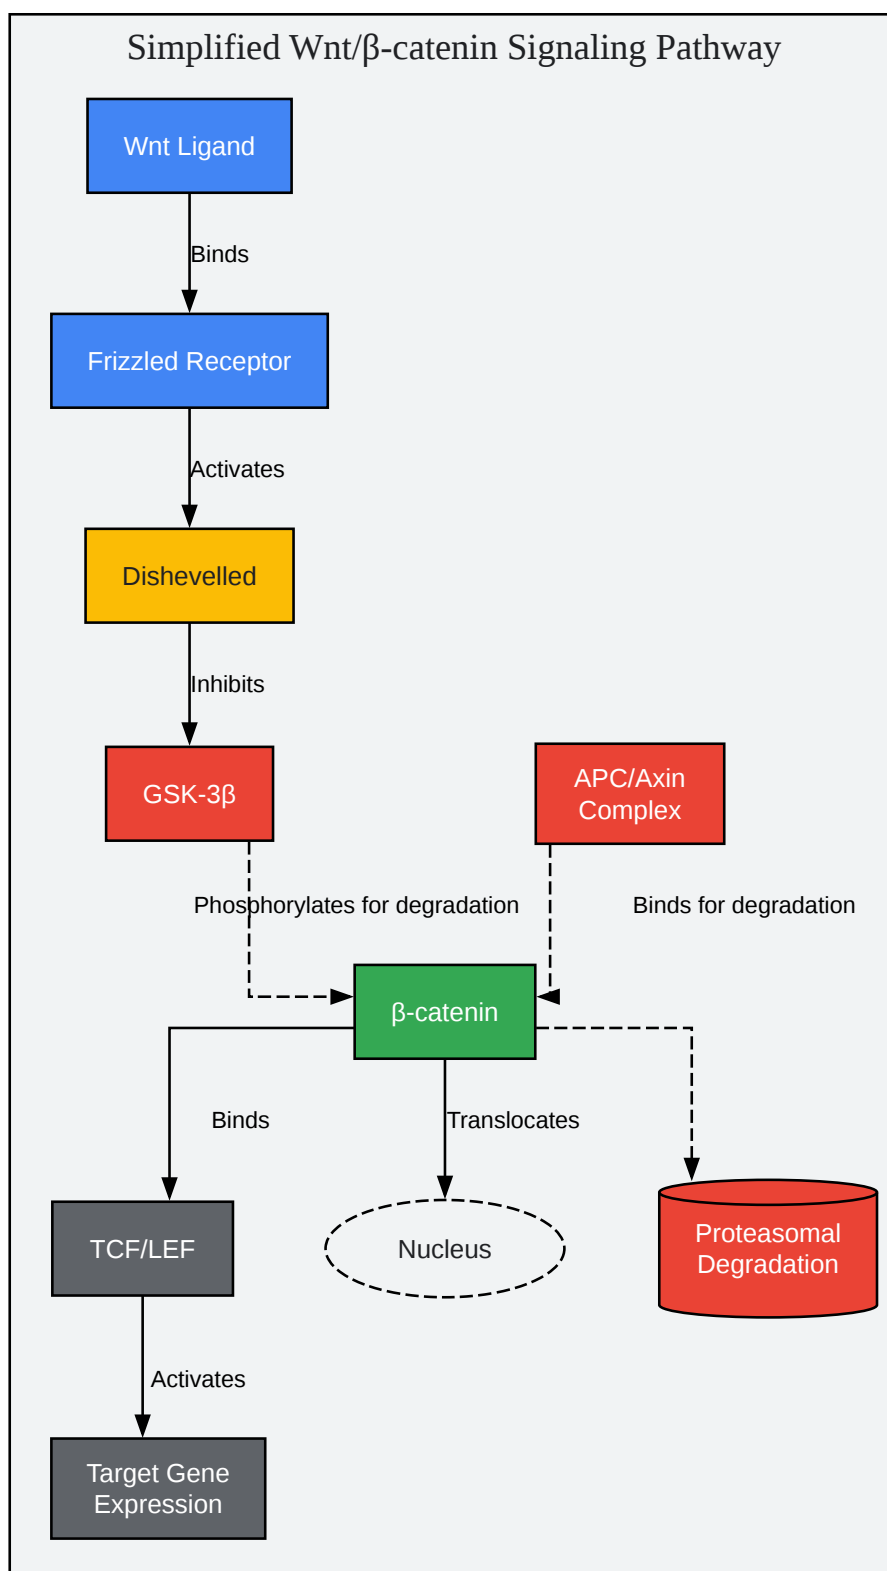 Simplified Wnt/β-catenin Signaling Pathway
Wnt Ligand
Binds
Frizzled Receptor
Activates
Dishevelled
Inhibits
GSK-3β
APC/Axin
Complex
Phosphorylates for degradation
Binds for degradation
β-catenin
Binds
Translocates
TCF/LEF
Nucleus
Proteasomal
Degradation
Activates
Target Gene
Expression